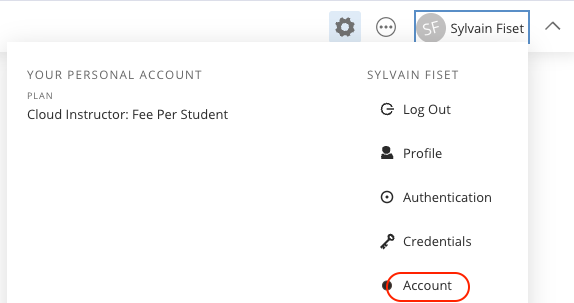 SF Sylvain Fiset
YOUR PERSONAL ACCOUNT
PLAN
Cloud Instructor: Fee Per Student
SYLVAIN FISET
Log Out
Profile
Authentication
Credentials
Account